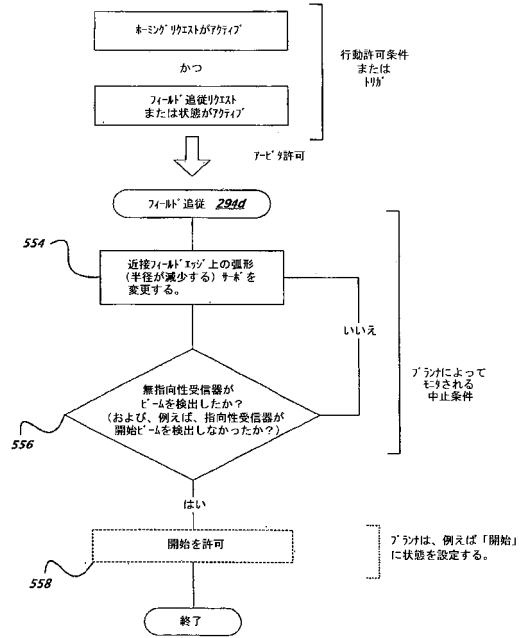 ホーミングリクエストがアクティブ
かつ
フィールド追従リクエスト
または状態がアクティブ
行動許可条件
または
トリガ
アービタ許可
フィールド追従 294d
554
近接フィールドエッジ上の弧形
(半径が減少する)サーボを
変更する。
いいえ
無指向性受信器が
ビームを検出したか?
(および、例えば、指向性受信器が
開始ビームを検出しなかったか?)
556
プランナによって
モニタされる
中止条件
はい
開始を許可
558
プランナは、例えば「開始」
に状態を設定する。
終了